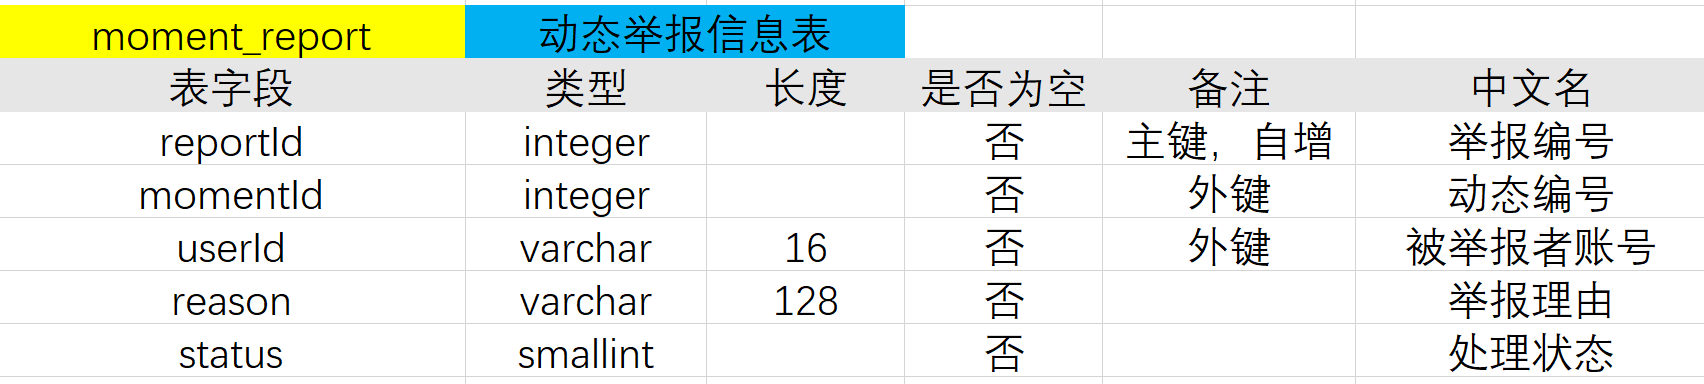 moment_report 动态举报信息表
表字段 类型 长度 是否为空 备注 中文名
reportId integer 否 主键，自增 举报编号
momentId integer 否 外键 动态编号
userId varchar 16 否 外键 被举报者账号
reason varchar 128 否 举报理由
status smallint 否 处理状态